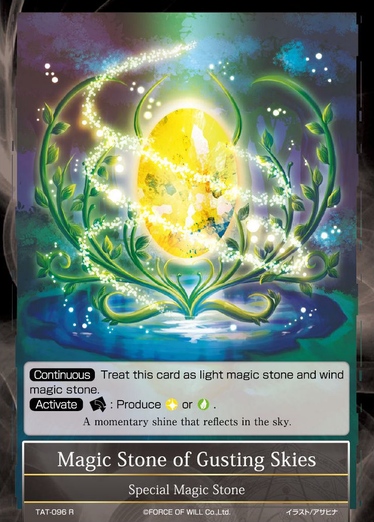 Continuous Treat this card as light magic stone and wind
magic stone.
Activate : Produce or .
A momentary shine that reflects in the sky.
Magic Stone of Gusting Skies
Special Magic Stone
TAT-096 R ©FORCE OF WILL Co.,Ltd. イラスト/アサヒナ